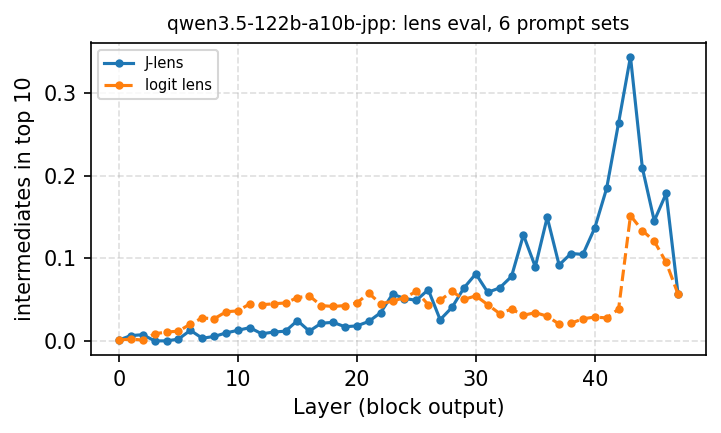 qwen3.5-122b-a10b-jpp: lens eval, 6 prompt sets
J-lens
logit lens
intermediates in top 10
0.3
0.2
0.1
0.0
0 10 20 30 40
Layer (block output)